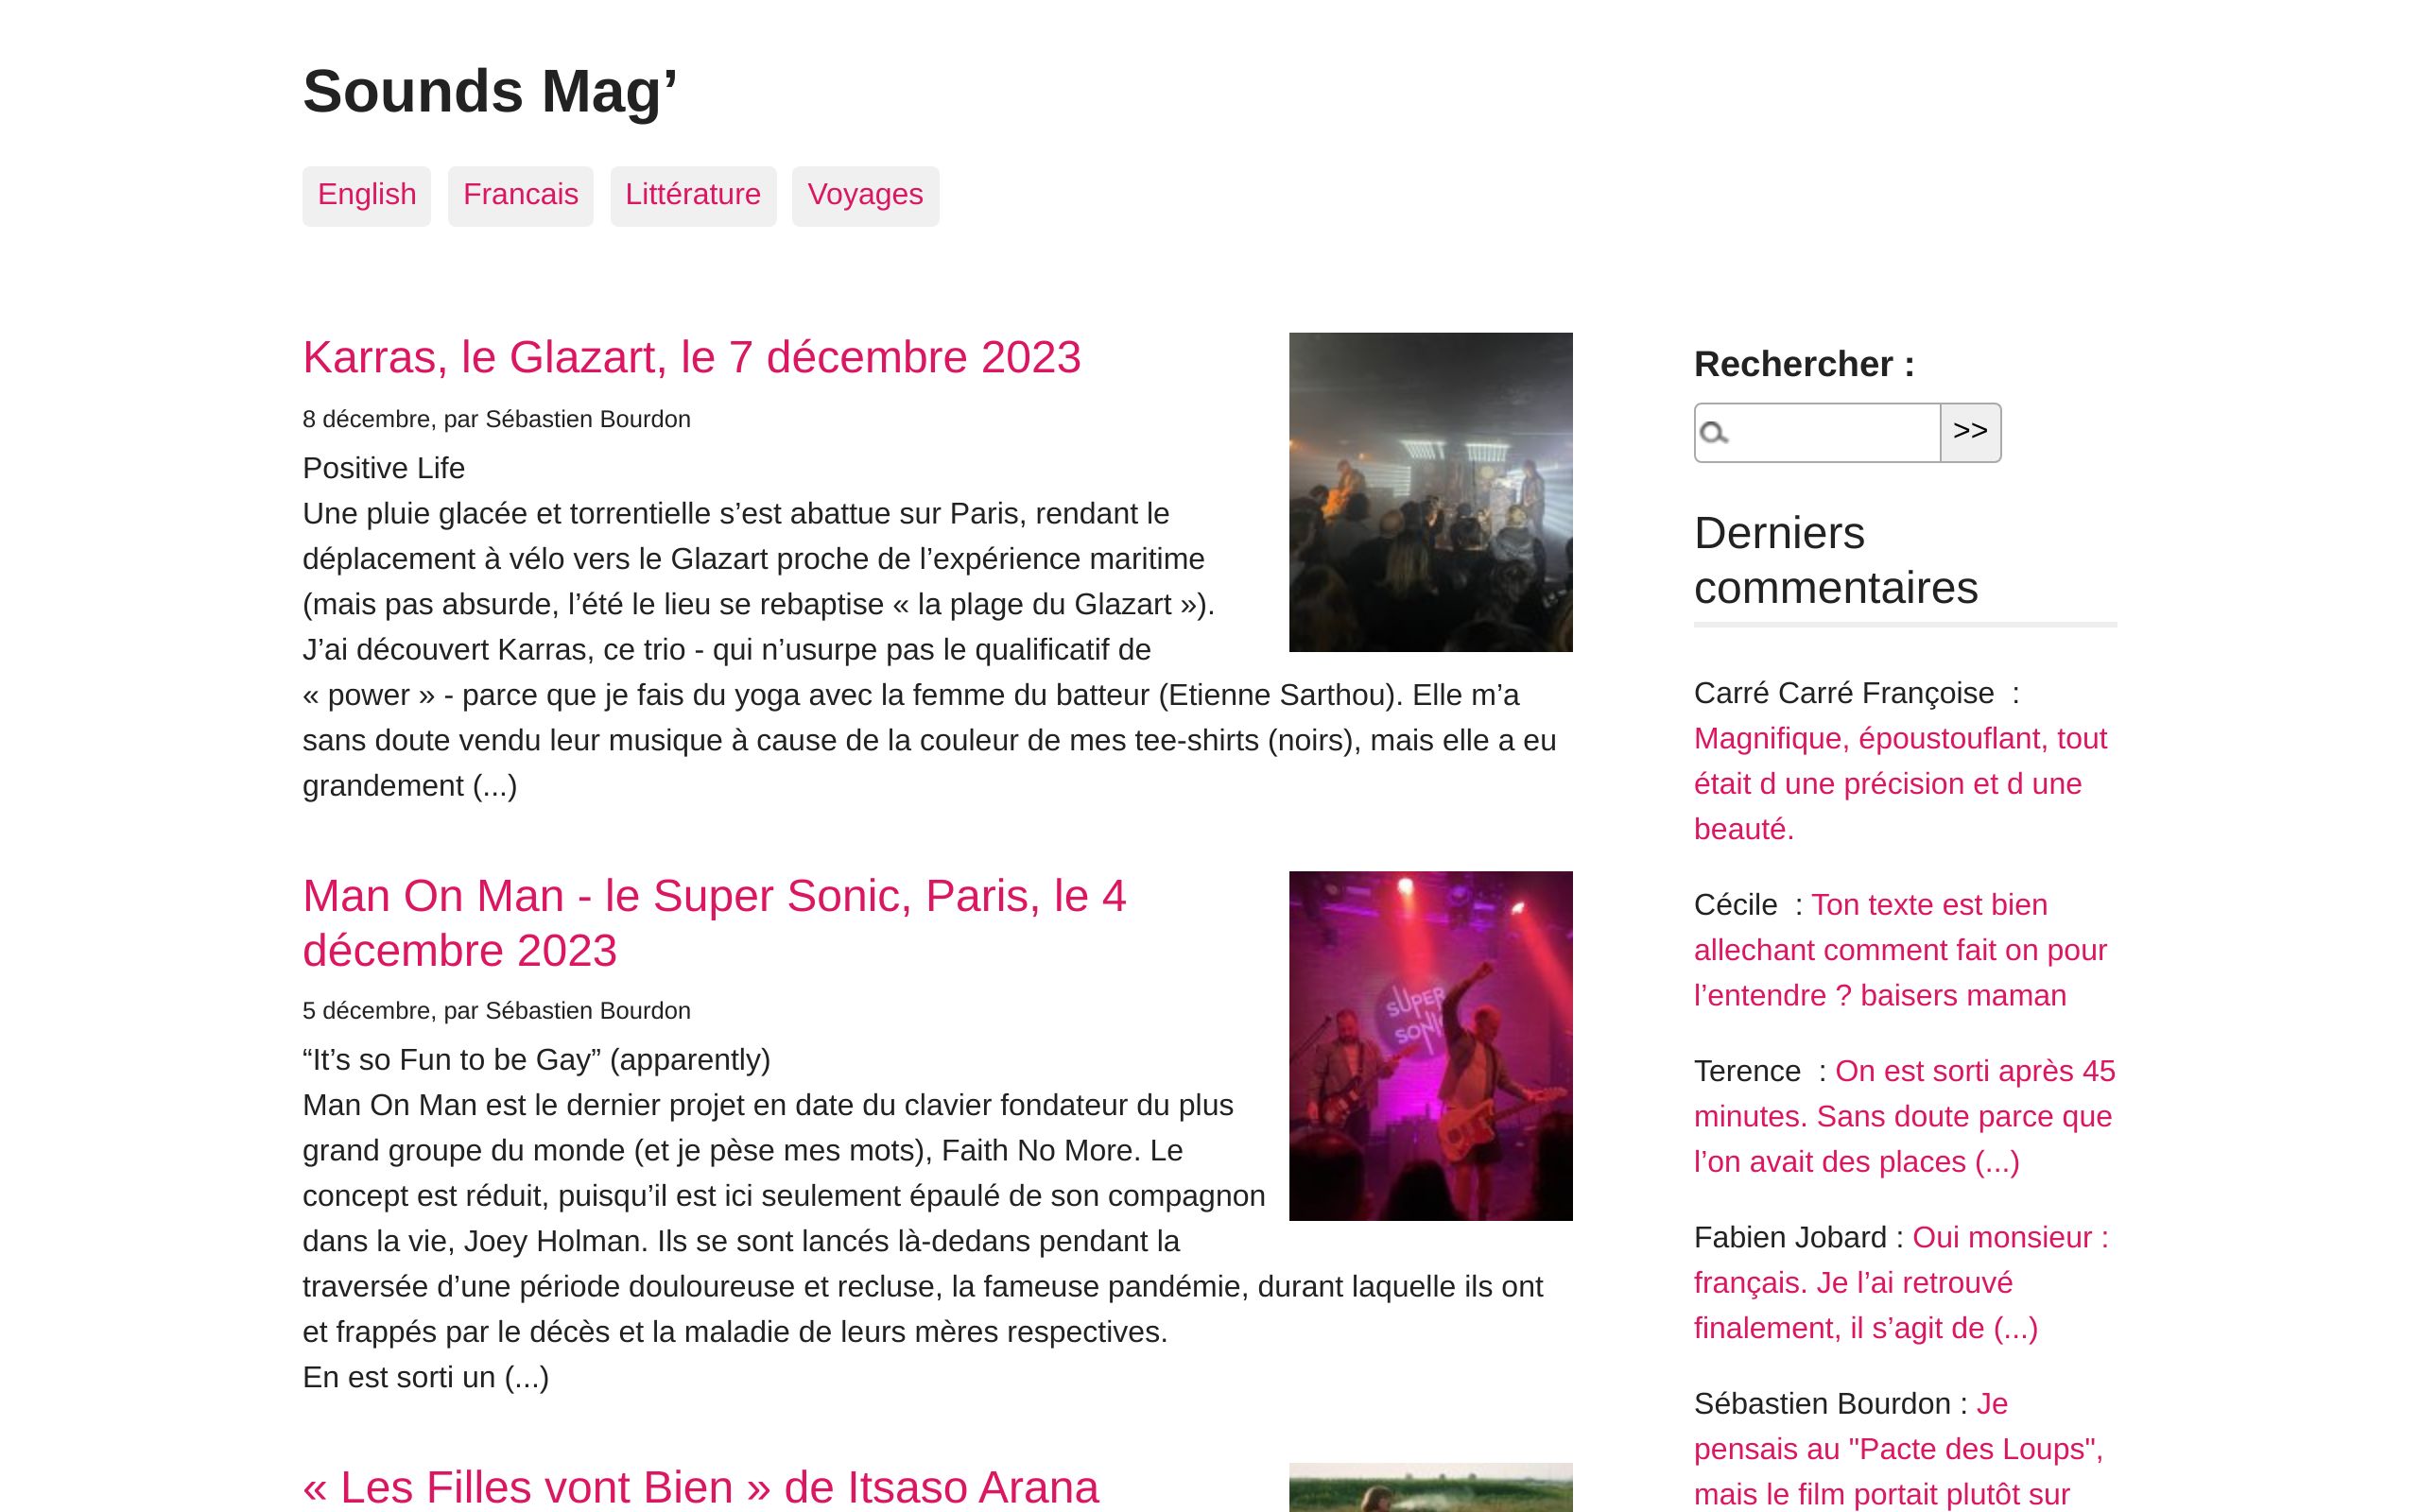 Sounds Mag’
English
Francais
Littérature
Voyages
Karras, le Glazart, le 7 décembre 2023
8 décembre, par Sébastien Bourdon
Positive Life
Une pluie glacée et torrentielle s’est abattue sur Paris, rendant le
déplacement à vélo vers le Glazart proche de l’expérience maritime
(mais pas absurde, l’été le lieu se rebaptise « la plage du Glazart »).
J’ai découvert Karras, ce trio - qui n’usurpe pas le qualificatif de
« power » - parce que je fais du yoga avec la femme du batteur (Etienne Sarthou). Elle m’a
sans doute vendu leur musique à cause de la couleur de mes tee-shirts (noirs), mais elle a eu
grandement (...)
Man On Man - le Super Sonic, Paris, le 4
décembre 2023
5 décembre, par Sébastien Bourdon
“It’s so Fun to be Gay” (apparently)
Man On Man est le dernier projet en date du clavier fondateur du plus
grand groupe du monde (et je pèse mes mots), Faith No More. Le
concept est réduit, puisqu’il est ici seulement épaulé de son compagnon
dans la vie, Joey Holman. Ils se sont lancés là-dedans pendant la
traversée d’une période douloureuse et recluse, la fameuse pandémie, durant laquelle ils ont
et frappés par le décès et la maladie de leurs mères respectives.
En est sorti un (...)
SUPER
SONIC
« Les Filles vont Bien » de Itsaso Arana
Rechercher :
>>
Derniers
commentaires
Carré Carré Françoise  :
Magnifique, époustouflant, tout
était d une précision et d une
beauté.
Cécile  : Ton texte est bien
allechant comment fait on pour
l’entendre ? baisers maman
Terence  : On est sorti après 45
minutes. Sans doute parce que
l’on avait des places (...)
Fabien Jobard : Oui monsieur :
français. Je l’ai retrouvé
finalement, il s’agit de (...)
Sébastien Bourdon : Je
pensais au "Pacte des Loups",
mais le film portait plutôt sur